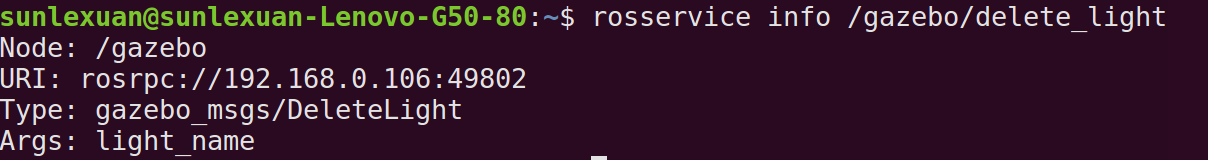 sunlexuan@sunlexuan-Lenovo-G50-80:~$ rosservice info /gazebo/delete_light
Node: /gazebo
URI: rosrpc://192.168.0.106:49802
Type: gazebo_msgs/DeleteLight
Args: light_name